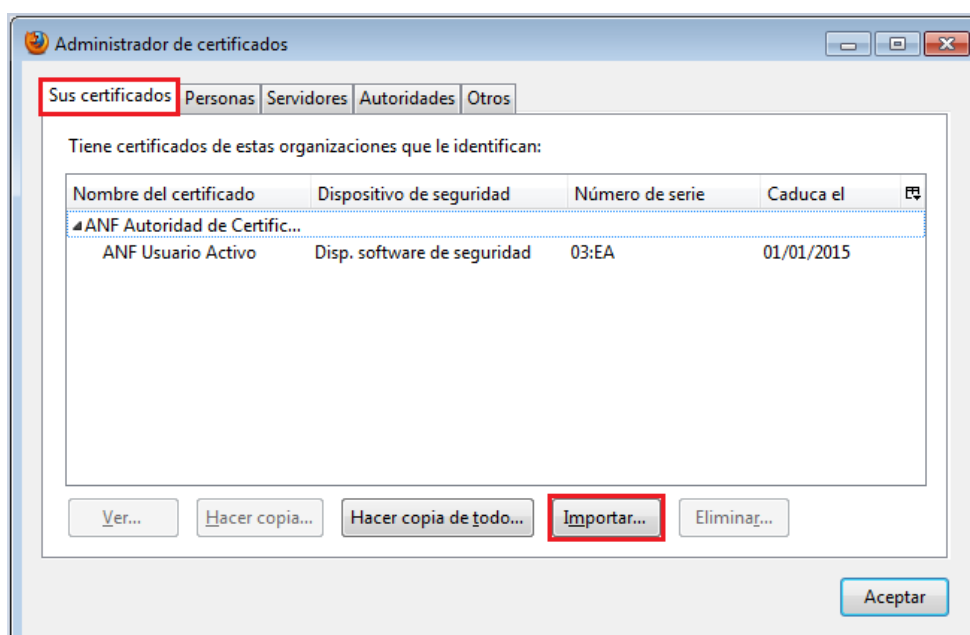 Administrador de certificados
Sus certificados Personas Servidores Autoridades Otros
Tiene certificados de estas organizaciones que le identifican:
Nombre del certificado Dispositivo de seguridad Número de serie Caduca el
ANF Autoridad de Certific...
ANF Usuario Activo Disp. software de seguridad 03:EA 01/01/2015
Ver... Hacer copia... Hacer copia de todo... Importar... Eliminar...
Aceptar